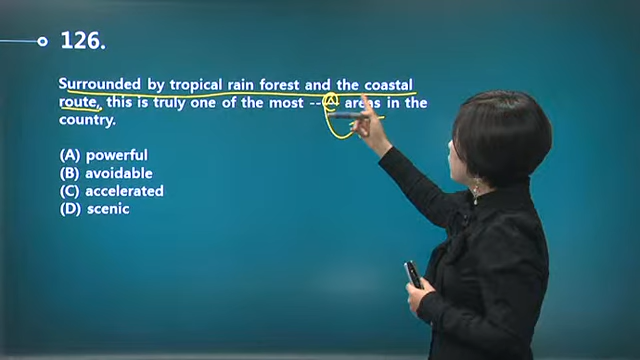 126.
Surrounded by tropical rain forest and the coastal
route, this is truly one of the most -- areas in the
country.
(A) powerful
(B) avoidable
(C) accelerated
(D) scenic